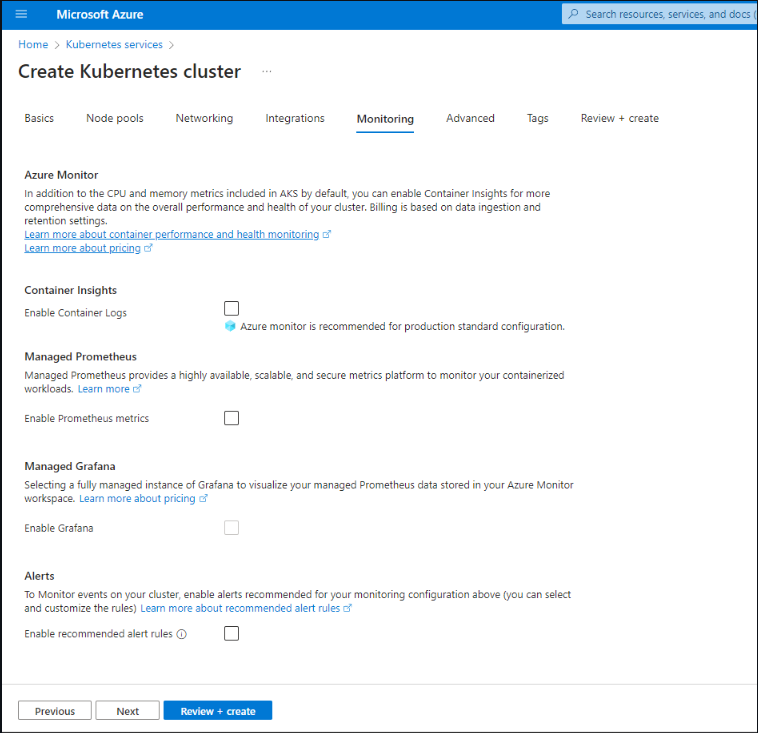 Microsoft Azure
Search resources, services, and docs (
Home > Kubernetes services >
Create Kubernetes cluster ...
Basics Node pools Networking Integrations Monitoring Advanced Tags Review + create
Azure Monitor
In addition to the CPU and memory metrics included in AKS by default, you can enable Container Insights for more
comprehensive data on the overall performance and health of your cluster. Billing is based on data ingestion and
retention settings.
Learn more about container performance and health monitoring
Learn more about pricing
Container Insights
Enable Container Logs
Azure monitor is recommended for production standard configuration.
Managed Prometheus
Managed Prometheus provides a highly available, scalable, and secure metrics platform to monitor your containerized
workloads. Learn more
Enable Prometheus metrics
Managed Grafana
Selecting a fully managed instance of Grafana to visualize your managed Prometheus data stored in your Azure Monitor
workspace. Learn more about pricing
Enable Grafana
Alerts
To Monitor events on your cluster, enable alerts recommended for your monitoring configuration above (you can select
and customize the rules) Learn more about recommended alert rules
Enable recommended alert rules
Previous Next Review + create